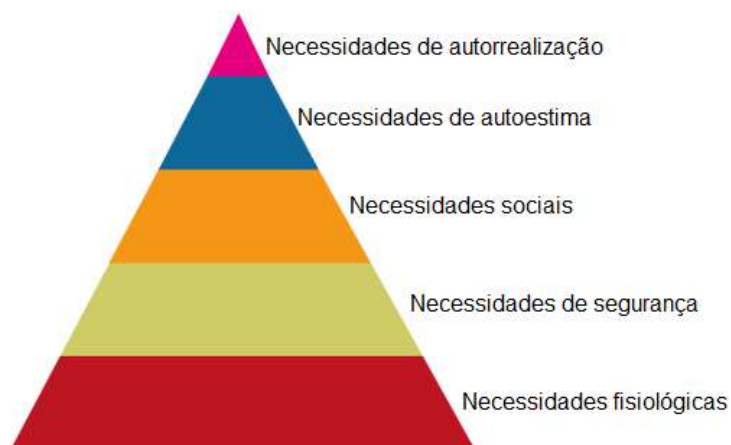 Necessidades de autorrealização
Necessidades de autoestima
Necessidades sociais
Necessidades de segurança
Necessidades fisiológicas